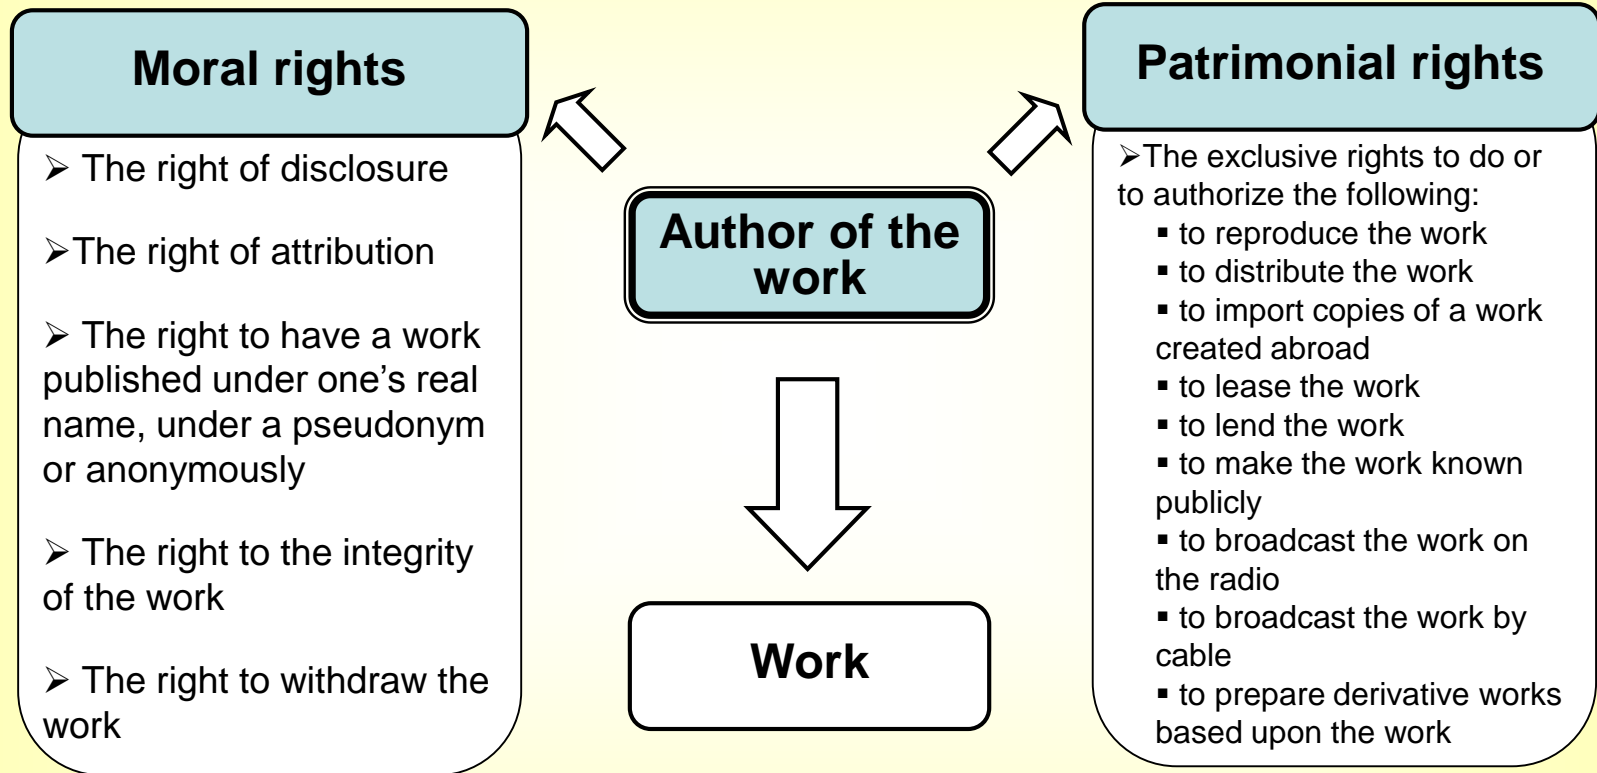 Moral rights
➢ The right of disclosure
➢The right of attribution
➢ The right to have a work
published under one’s real
name, under a pseudonym
or anonymously
➢ The right to the integrity
of the work
➢ The right to withdraw the
work
Author of the
work
Work
Patrimonial rights
➢The exclusive rights to do or
to authorize the following:
▪ to reproduce the work
▪ to distribute the work
▪ to import copies of a work
created abroad
▪ to lease the work
▪ to lend the work
▪ to make the work known
publicly
▪ to broadcast the work on
the radio
▪ to broadcast the work by
cable
▪ to prepare derivative works
based upon the work